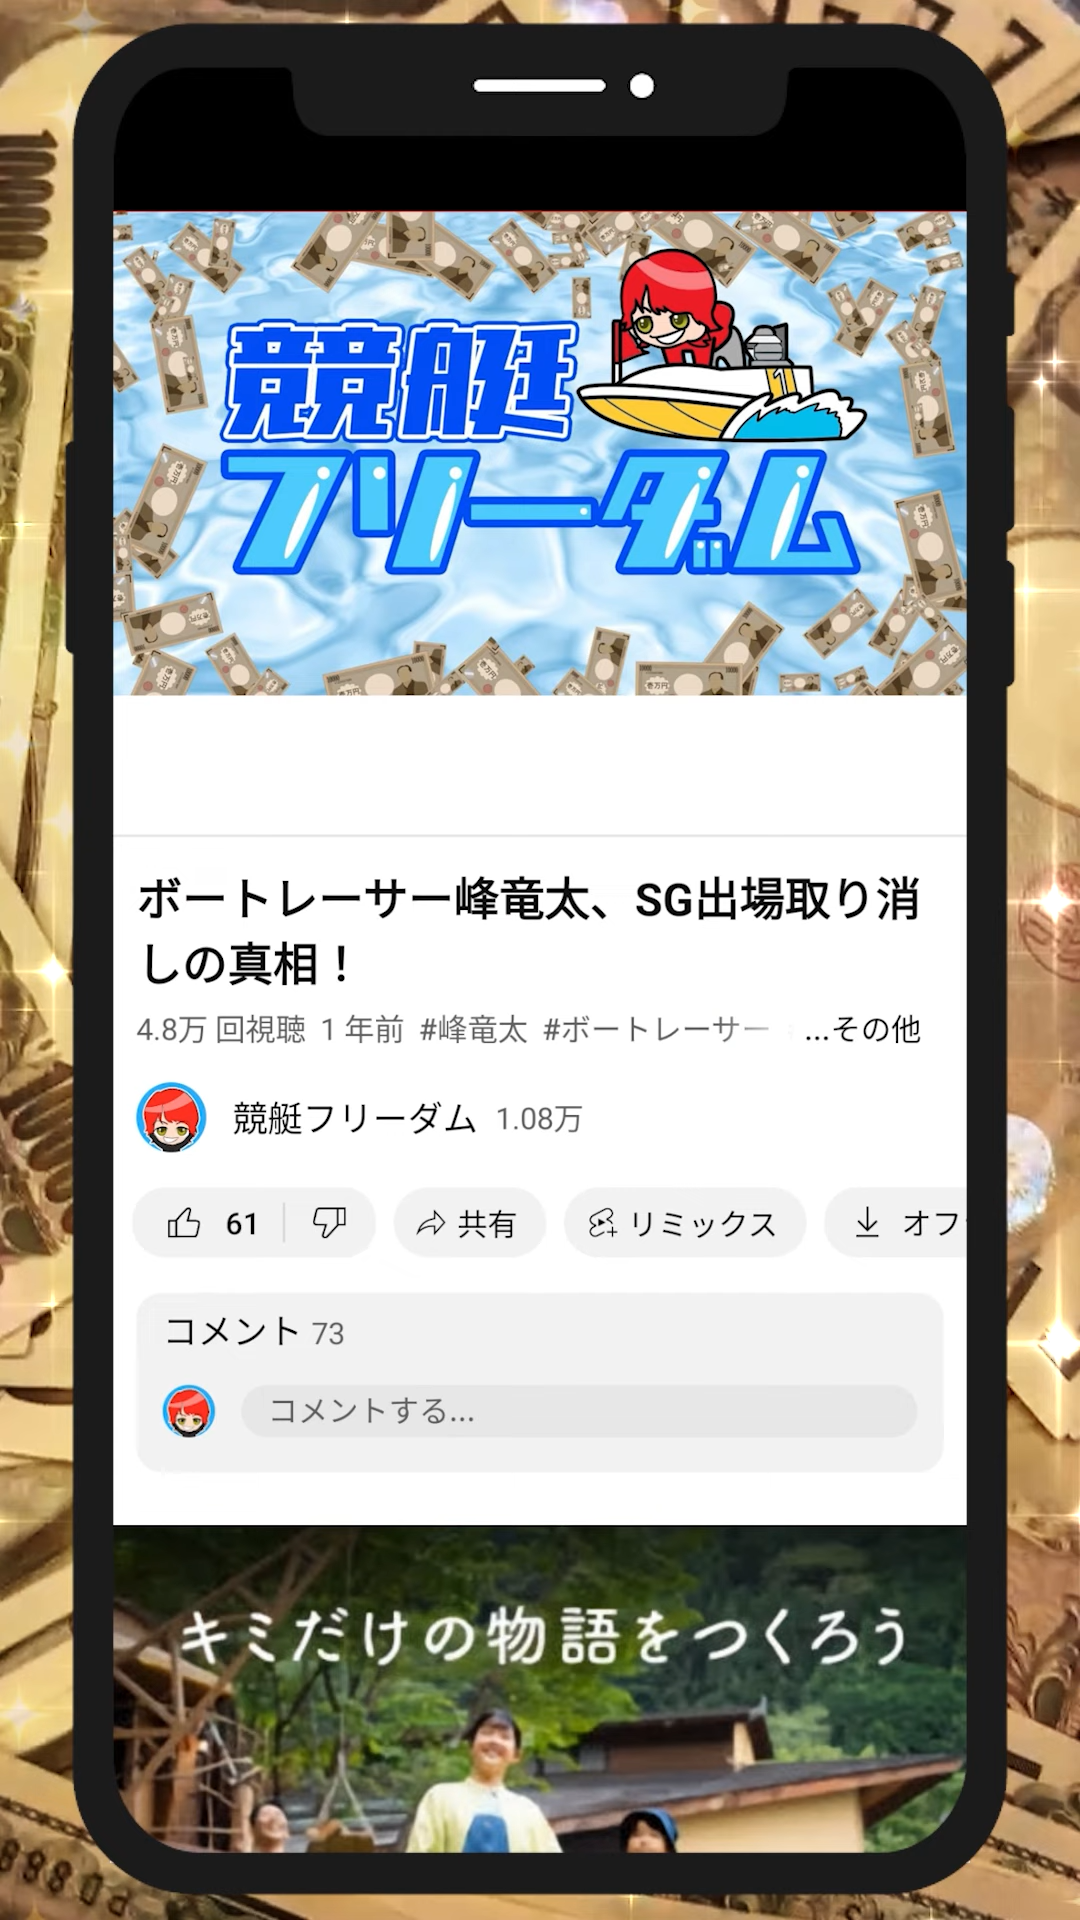 競艇
フリーダム
ボートレーサー峰竜太、SG出場取り消
しの真相！
4.8万 回視聴 1 年前 #峰竜太 #ボートレーサー ...その他
競艇フリーダム 1.08万
61 共有 リミックス オフ
コメント 73
コメントする...
キミだけの物語をつくろう